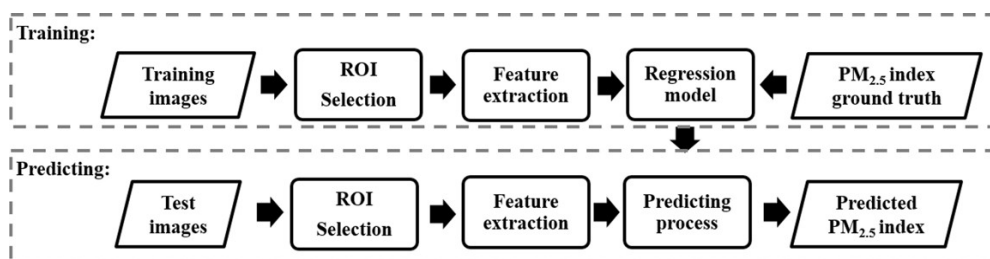 Training:
Training
images
ROI
Selection
Feature
extraction
Regression
model
PM2.5 index
ground truth
Predicting:
Test
images
ROI
Selection
Feature
extraction
Predicting
process
Predicted
PM2.5 index